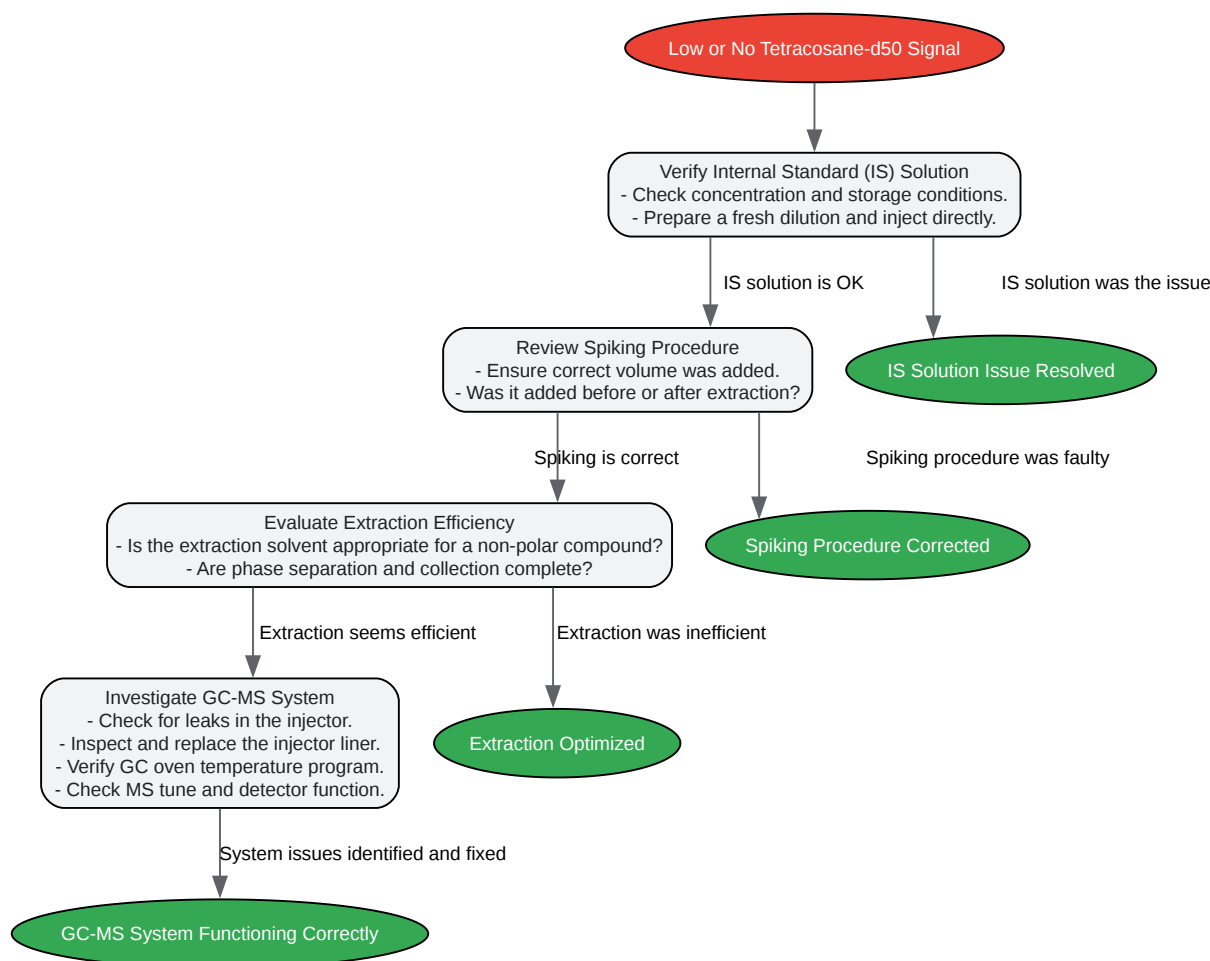 Low or No Tetracosane-d50 Signal
Verify Internal Standard (IS) Solution
- Check concentration and storage conditions.
- Prepare a fresh dilution and inject directly.
IS solution is OK
IS solution was the issue
Review Spiking Procedure
- Ensure correct volume was added.
- Was it added before or after extraction?
IS Solution Issue Resolved
Spiking is correct
Spiking procedure was faulty
Evaluate Extraction Efficiency
- Is the extraction solvent appropriate for a non-polar compound?
- Are phase separation and collection complete?
Spiking Procedure Corrected
Extraction seems efficient
Extraction was inefficient
Investigate GC-MS System
- Check for leaks in the injector.
- Inspect and replace the injector liner.
- Verify GC oven temperature program.
- Check MS tune and detector function.
Extraction Optimized
System issues identified and fixed
GC-MS System Functioning Correctly